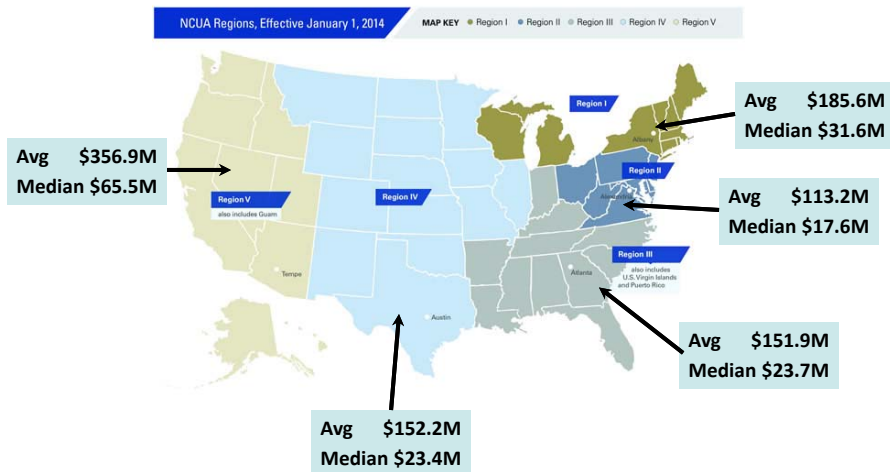 NCUA Regions, Effective January 1, 2014
MAP KEY Region I Region II Region III Region IV Region V
Region I
Avg $185.6M
Median $31.6M
Albany
Avg $356.9M
Median $65.5M
Region II
Region V
also includes Guam
Region IV
Alexandria
Avg $113.2M
Median $17.6M
Region III
also includes
U.S. Virgin Islands
and Puerto Rico
Tempe
Atlanta
Austin
Avg $151.9M
Median $23.7M
Avg $152.2M
Median $23.4M